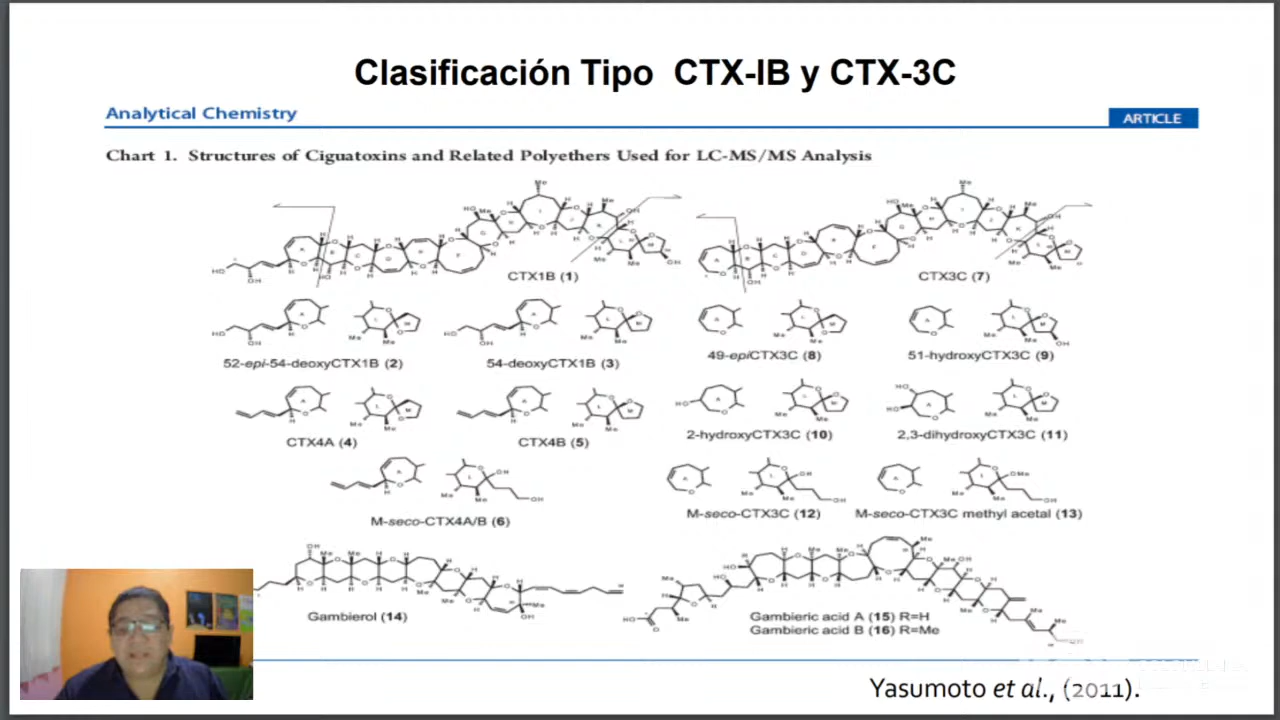 Clasificación Tipo CTX-IB y CTX-3C
Analytical Chemistry
ARTICLE
Chart 1. Structures of Ciguatoxins and Related Polyethers Used for LC-MS/MS Analysis
CTX1B (1)
CTX3C (7)
52-epi-54-deoxyCTX1B (2)
54-deoxyCTX1B (3)
49-epiCTX3C (8)
51-hydroxyCTX3C (9)
CTX4A (4)
CTX4B (5)
2-hydroxyCTX3C (10)
2,3-dihydroxyCTX3C (11)
M-seco-CTX4A/B (6)
M-seco-CTX3C (12)
M-seco-CTX3C methyl acetal (13)
Gambierol (14)
Gambieric acid A (15) R=H
Gambieric acid B (16) R=Me
Yasumoto et al., (2011).